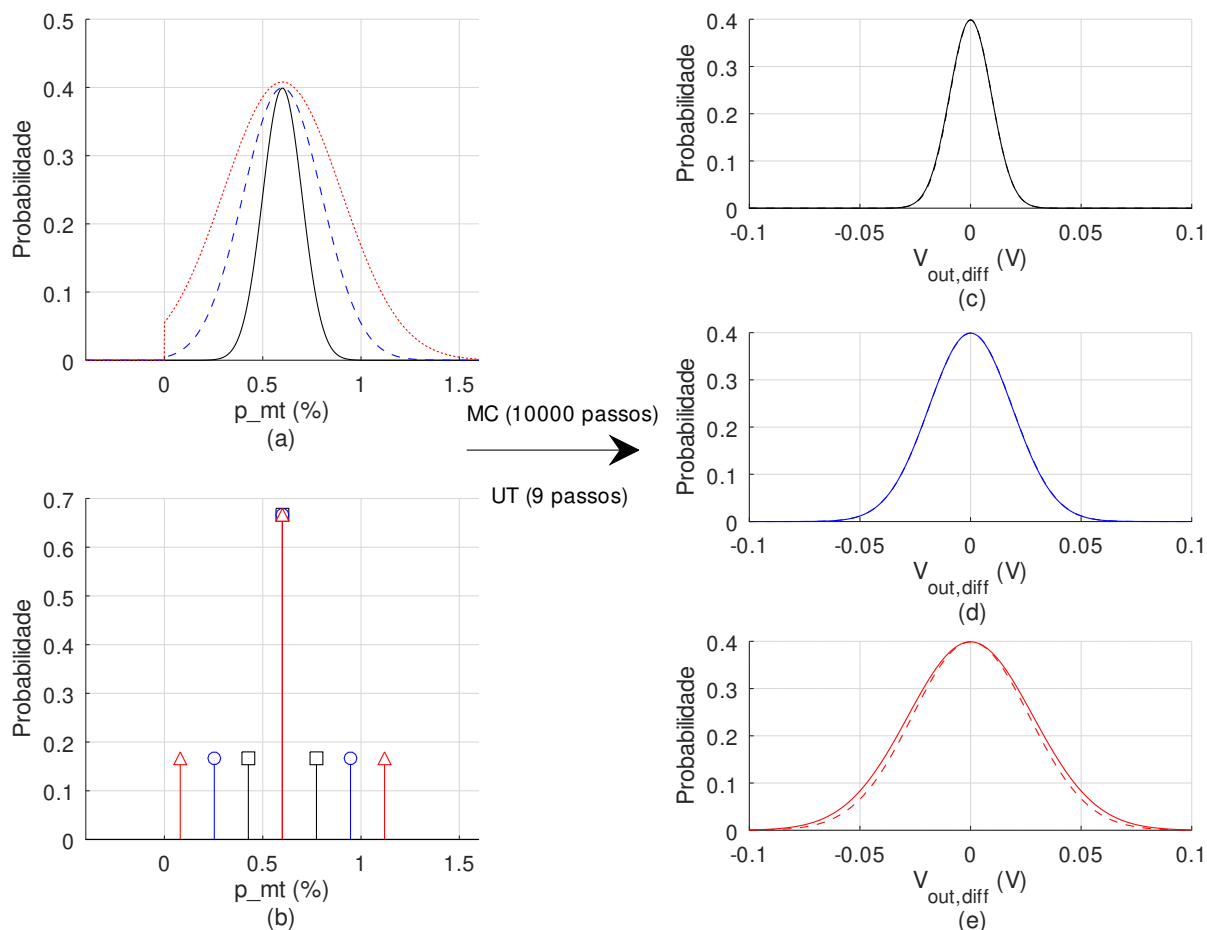 0.5
0.4
0.3
0.2
0.1
0
Probabilidade
0 0.5 1 1.5
p_mt (%)
(a)
0.7
0.6
0.5
0.4
0.3
0.2
0.1
0
Probabilidade
0 0.5 1 1.5
p_mt (%)
(b)
MC (10000 passos)
UT (9 passos)
0.4
0.3
0.2
0.1
0
Probabilidade
-0.1 -0.05 0 0.05 0.1
V_out,diff (V)
(c)
0.4
0.3
0.2
0.1
0
Probabilidade
-0.1 -0.05 0 0.05 0.1
V_out,diff (V)
(d)
0.4
0.3
0.2
0.1
0
Probabilidade
-0.1 -0.05 0 0.05 0.1
V_out,diff (V)
(e)